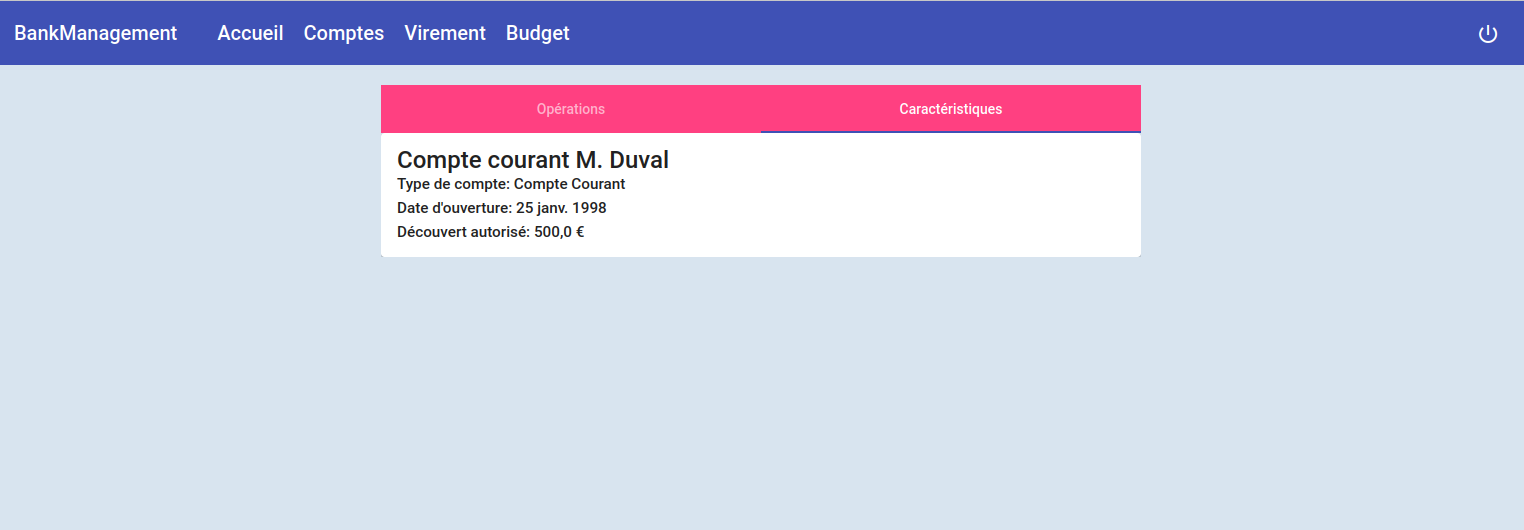 BankManagement Accueil Comptes Virement Budget
Opérations Caractéristiques
Compte courant M. Duval
Type de compte: Compte Courant
Date d'ouverture: 25 janv. 1998
Découvert autorisé: 500,0 €